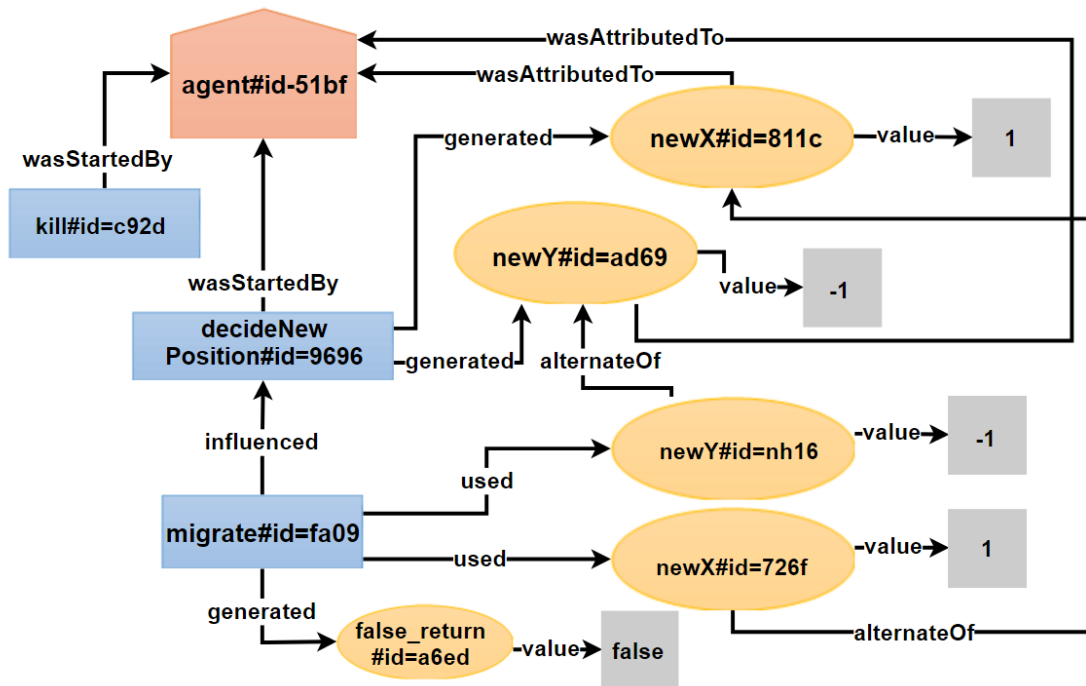 wasAttributedTo
agent#id-51bf
wasAttributedTo
generated
newX#id=811c
value
1
wasStartedBy
kill#id=c92d
newY#id=ad69
value
-1
wasStartedBy
decideNew
Position#id=9696
generated
alternateOf
influenced
newY#id=nh16
value
-1
used
migrate#id=fa09
used
newX#id=726f
value
1
generated
false_return
#id=a6ed
value
false
alternateOf